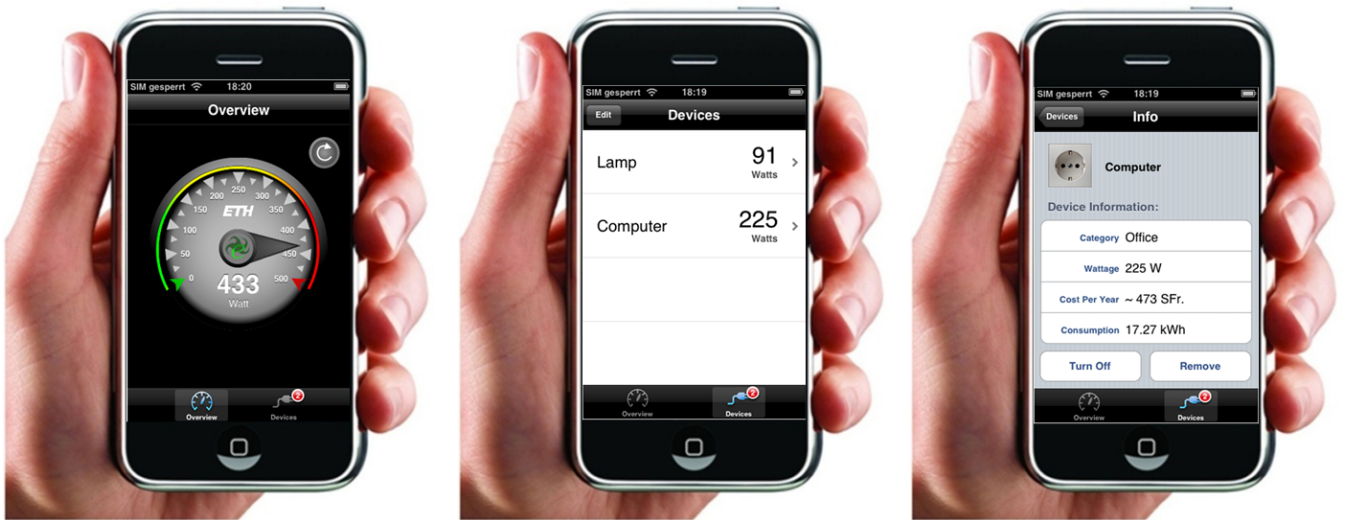 SIM gesperrt 18:20
Overview
0
50
100
150
200
250
300
350
400
450
500
ETH
433
Watt
Overview
Devices
2
SIM gesperrt 18:19
Edit Devices
Lamp 91
Watts
Computer 225
Watts
Overview
Devices
2
SIM gesperrt 18:19
Devices Info
Computer
Device Information:
Category Office
Wattage 225 W
Cost Per Year ~ 473 SFr.
Consumption 17.27 kWh
Turn Off Remove
Overview
Devices
2